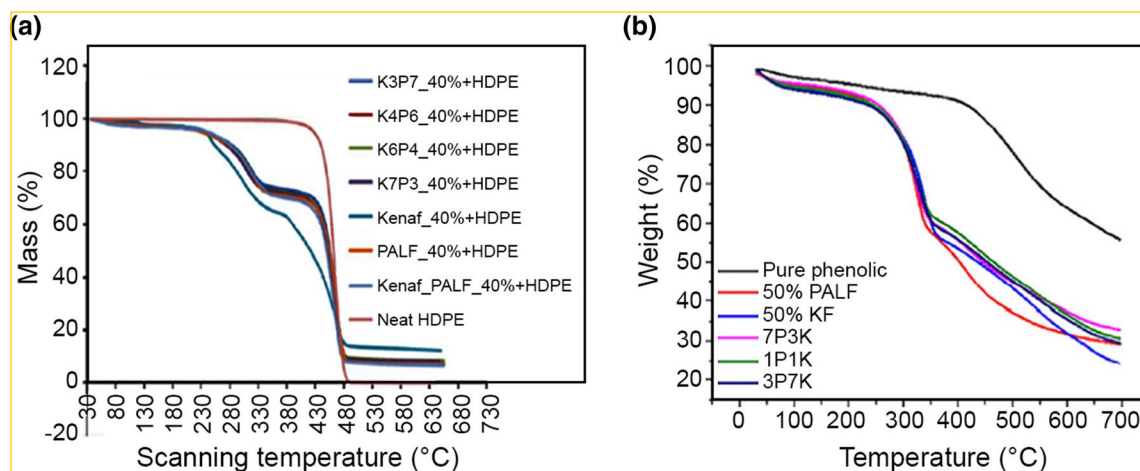 (a)
120
100
80
60
40
20
0
-20
Mass (%)
30
80
130
180
230
280
330
380
430
480
530
580
630
680
730
Scanning temperature (°C)
K3P7_40%+HDPE
K4P6_40%+HDPE
K6P4_40%+HDPE
K7P3_40%+HDPE
Kenaf_40%+HDPE
PALF_40%+HDPE
Kenaf_PALF_40%+HDPE
Neat HDPE
(b)
100
90
80
70
60
50
40
30
20
Weight (%)
Pure phenolic
50% PALF
50% KF
7P3K
1P1K
3P7K
0
100
200
300
400
500
600
700
Temperature (°C)